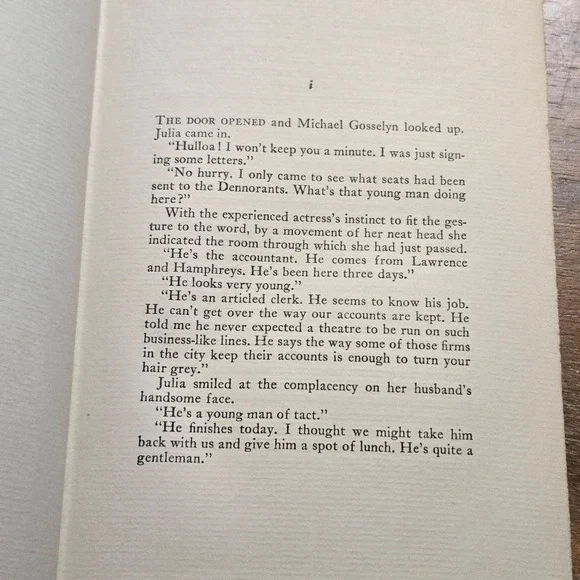 i
THE DOOR OPENED and Michael Gosselyn looked up.
Julia came in.
"Hulloa! I won't keep you a minute. I was just sign-
ing some letters."
"No hurry. I only came to see what seats had been
sent to the Dennorants. What's that young man doing
here?"
With the experienced actress's instinct to fit the ges-
ture to the word, by a movement of her neat head she
indicated the room through which she had just passed.
"He's the accountant. He comes from Lawrence
and Hamphreys. He's been here three days."
"He looks very young."
"He's an articled clerk. He seems to know his job.
He can't get over the way our accounts are kept. He
told me he never expected a theatre to be run on such
business-like lines. He says the way some of those firms
in the city keep their accounts is enough to turn your
hair grey."
Julia smiled at the complacency on her husband's
handsome face.
"He's a young man of tact."
"He finishes today. I thought we might take him
back with us and give him a spot of lunch. He's quite a
gentleman."